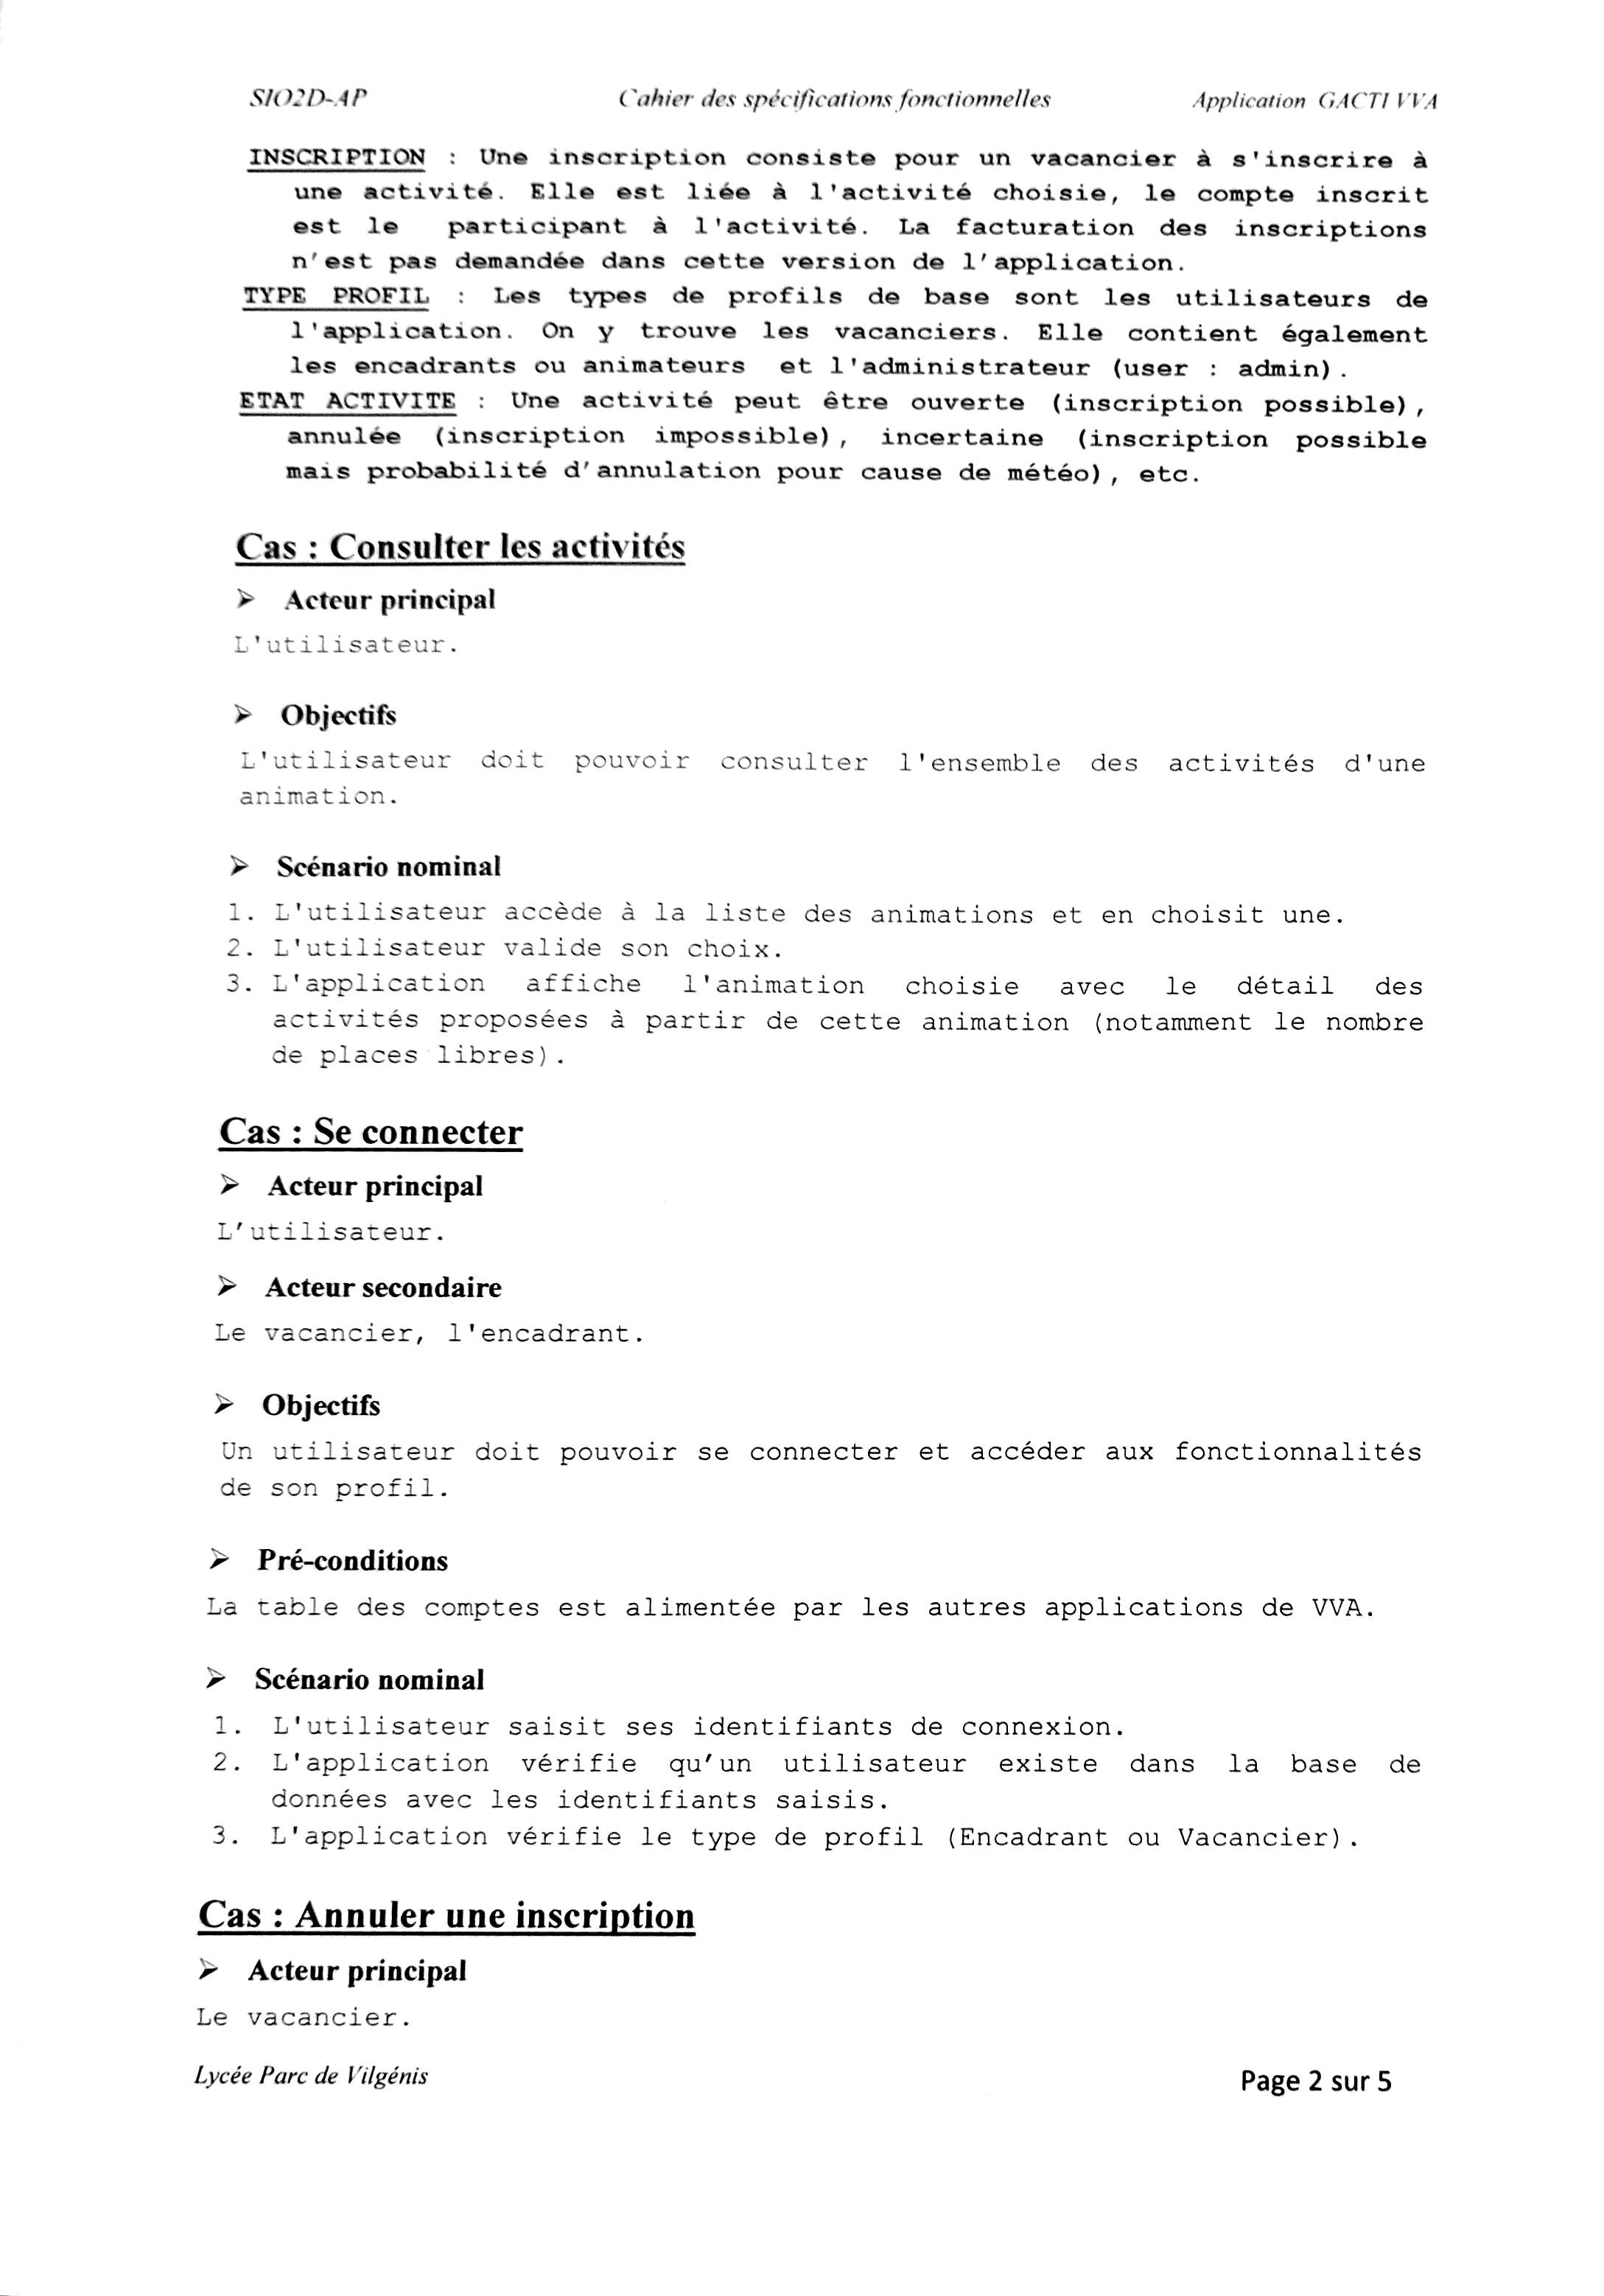 SIO2D-AP Cahier des spécifications fonctionnelles Application GACTI VVA
INSCRIPTION : Une inscription consiste pour un vacancier à s'inscrire à
une activité. Elle est liée à l'activité choisie, le compte inscrit
est le participant à l'activité. La facturation des inscriptions
n'est pas demandée dans cette version de l'application.
TYPE PROFIL : Les types de profils de base sont les utilisateurs de
l'application. On y trouve les vacanciers. Elle contient également
les encadrants ou animateurs et l'administrateur (user : admin).
ETAT ACTIVITE : Une activité peut être ouverte (inscription possible),
annulée (inscription impossible), incertaine (inscription possible
mais probabilité d'annulation pour cause de météo), etc.
Cas : Consulter les activités
➢ Acteur principal
L'utilisateur.
➢ Objectifs
L'utilisateur doit pouvoir consulter l'ensemble des activités d'une
animation.
➢ Scénario nominal
1. L'utilisateur accède à la liste des animations et en choisit une.
2. L'utilisateur valide son choix.
3. L'application affiche l'animation choisie avec le détail des
activités proposées à partir de cette animation (notamment le nombre
de places libres).
Cas : Se connecter
➢ Acteur principal
L'utilisateur.
➢ Acteur secondaire
Le vacancier, l'encadrant.
➢ Objectifs
Un utilisateur doit pouvoir se connecter et accéder aux fonctionnalités
de son profil.
➢ Pré-conditions
La table des comptes est alimentée par les autres applications de VVA.
➢ Scénario nominal
1. L'utilisateur saisit ses identifiants de connexion.
2. L'application vérifie qu'un utilisateur existe dans la base de
données avec les identifiants saisis.
3. L'application vérifie le type de profil (Encadrant ou Vacancier).
Cas : Annuler une inscription
➢ Acteur principal
Le vacancier.
Lycée Parc de Vilgénis Page 2 sur 5